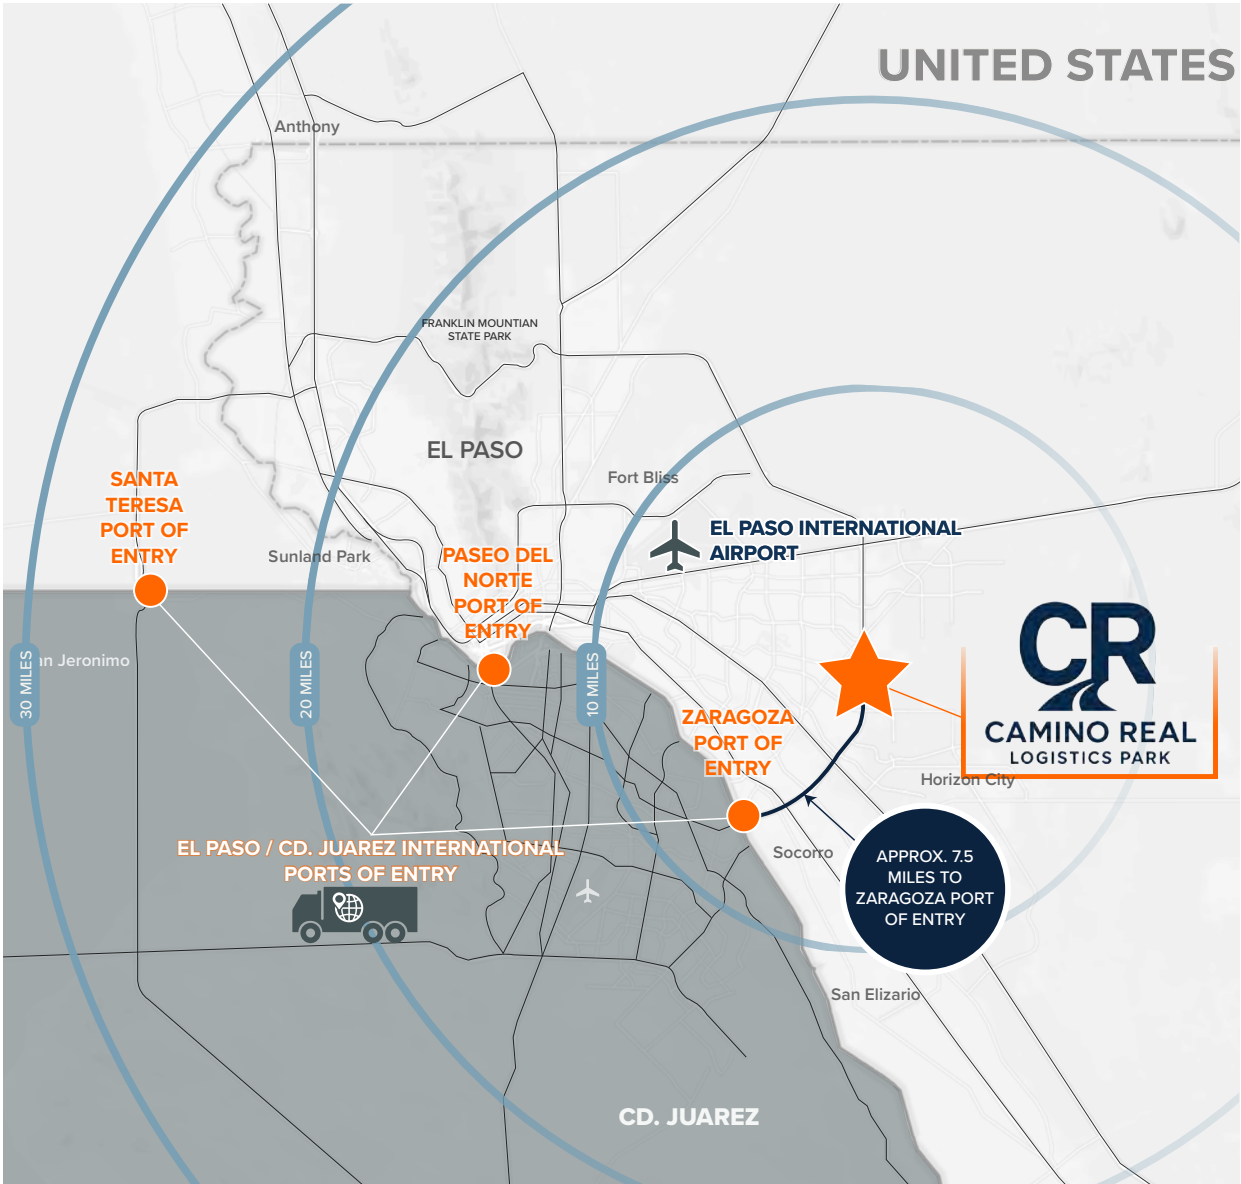 UNITED STATES
Anthony
FRANKLIN MOUNTIAN
STATE PARK
EL PASO
Fort Bliss
SANTA
TERESA
PORT OF
ENTRY
EL PASO INTERNATIONAL
AIRPORT
Sunland Park
PASEO DEL
NORTE
PORT OF
ENTRY
an Jeronimo
30 MILES
20 MILES
10 MILES
CR
CAMINO REAL
LOGISTICS PARK
ZARAGOZA
PORT OF
ENTRY
Horizon City
EL PASO / CD. JUAREZ INTERNATIONAL
PORTS OF ENTRY
Socorro
APPROX. 7.5
MILES TO
ZARAGOZA PORT
OF ENTRY
San Elizario
CD. JUAREZ